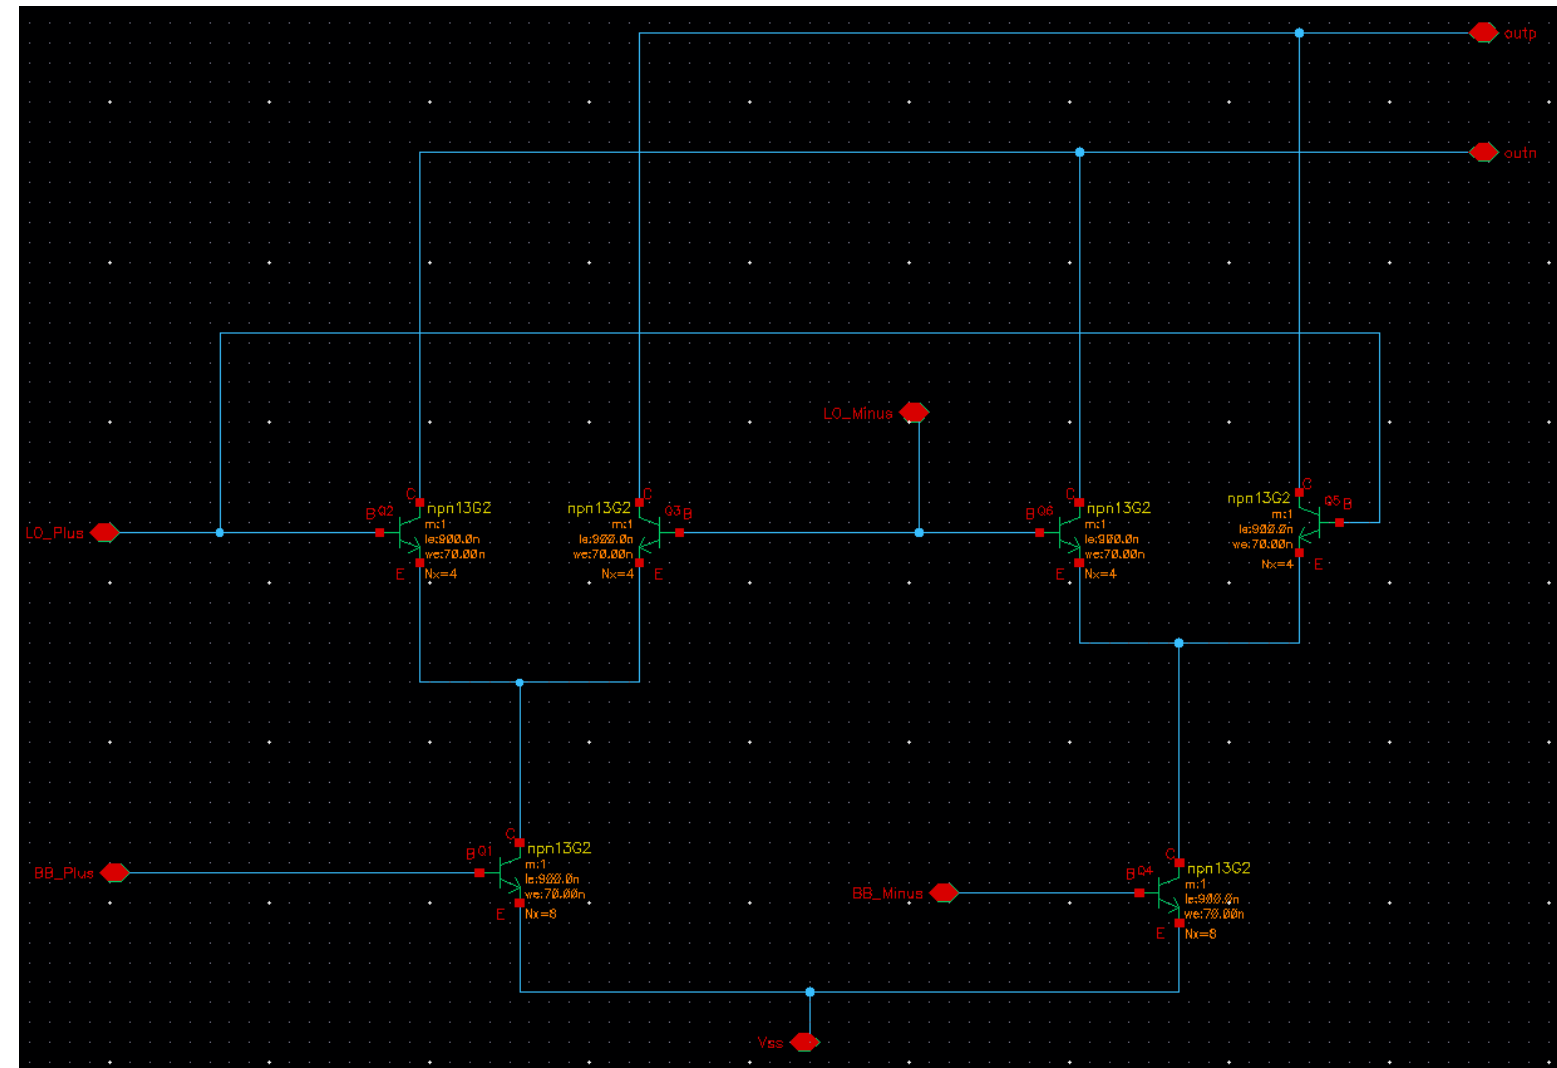 outp
outn
LO_Minus
LO_Plus
C
B Q2
npn13G2
m:1
le:900.0n
we:70.00n
E
Nx=4
C
npn13G2
Q3 B
m:1
le:900.0n
we:70.00n
Nx=4
E
C
B Q6
npn13G2
m:1
le:900.0n
we:70.00n
E
Nx=4
C
npn13G2
Q5 B
m:1
le:900.0n
we:70.00n
Nx=4
E
BB_Plus
C
B Q1
npn13G2
m:1
le:900.0n
we:70.00n
E
Nx=8
BB_Minus
C
B Q4
npn13G2
m:1
le:900.0n
we:70.00n
E
Nx=8
Vss